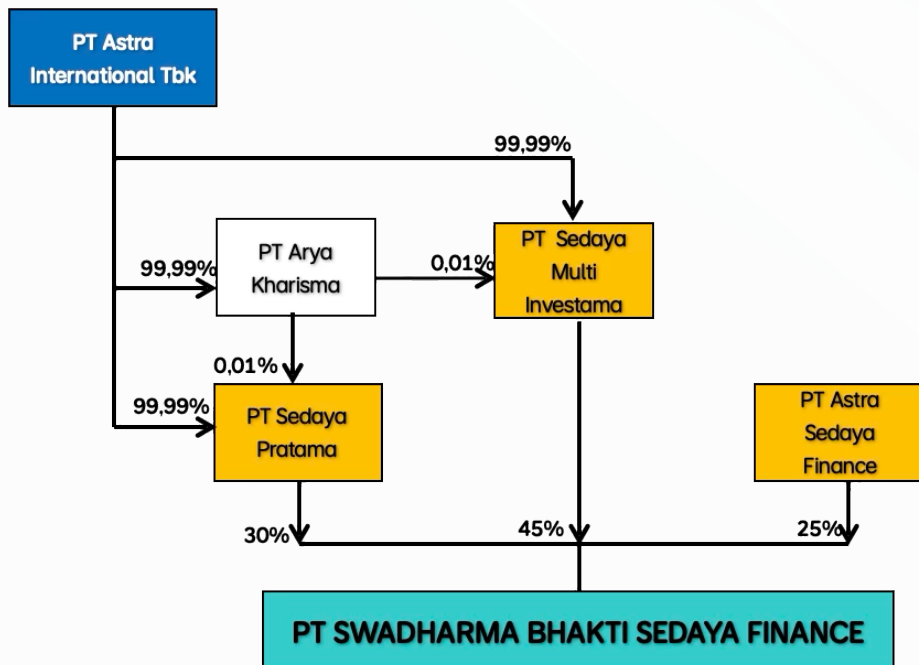 PT Astra
International Tbk
99,99%
PT Arya
Kharisma
99,99%
0,01%
PT Sedaya
Multi
Investama
0,01%
99,99%
PT Sedaya
Pratama
PT Astra
Sedaya
Finance
30%
45%
25%
PT SWADHARMA BHAKTI SEDAYA FINANCE